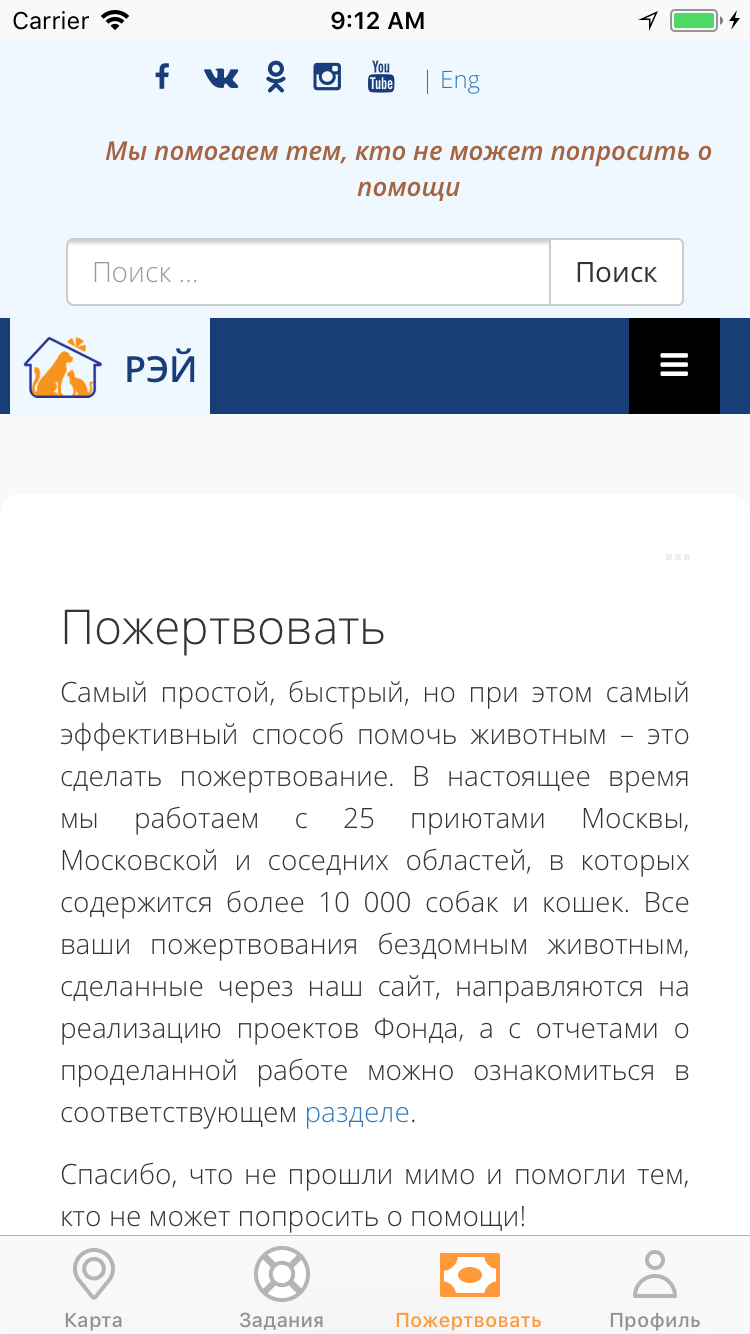 Carrier 9:12 AM
You
Tube
| Eng
Мы помогаем тем, кто не может попросить о
помощи
Поиск ... Поиск
РЭЙ
Пожертвовать
Самый простой, быстрый, но при этом самый
эффективный способ помочь животным – это
сделать пожертвование. В настоящее время
мы работаем с 25 приютами Москвы,
Московской и соседних областей, в которых
содержится более 10 000 собак и кошек. Все
ваши пожертвования бездомным животным,
сделанные через наш сайт, направляются на
реализацию проектов Фонда, а с отчетами о
проделанной работе можно ознакомиться в
соответствующем разделе.
Спасибо, что не прошли мимо и помогли тем,
кто не может попросить о помощи!
Карта Задания Пожертвовать Профиль